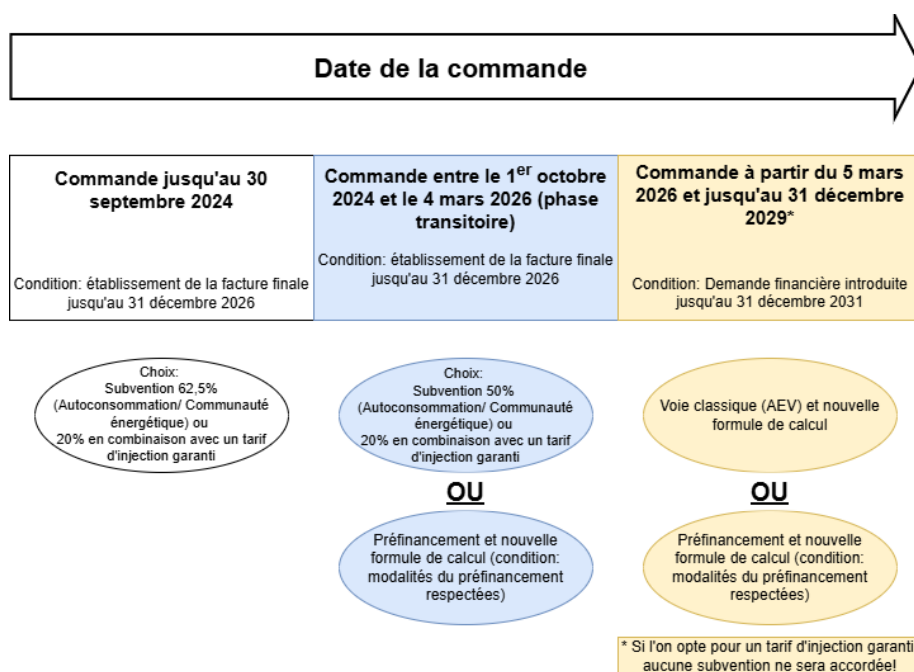 Date de la commande
Commande jusqu'au 30
septembre 2024
Condition: établissement de la facture finale
jusqu'au 31 décembre 2026
Commande entre le 1er octobre
2024 et le 4 mars 2026 (phase
transitoire)
Condition: établissement de la facture finale
jusqu'au 31 décembre 2026
Commande à partir du 5 mars
2026 et jusqu'au 31 décembre
2029*
Condition: Demande financière introduite
jusqu'au 31 décembre 2031
Choix:
Subvention 62,5%
(Autoconsommation/ Communauté
énergétique) ou
20% en combinaison avec un tarif
d'injection garanti
Choix:
Subvention 50%
(Autoconsommation/ Communauté
énergétique) ou
20% en combinaison avec un tarif
d'injection garanti
OU
Préfinancement et nouvelle
formule de calcul (condition:
modalités du préfinancement
respectées)
Voie classique (AEV) et nouvelle
formule de calcul
OU
Préfinancement et nouvelle
formule de calcul (condition:
modalités du préfinancement
respectées)
* Si l'on opte pour un tarif d'injection garanti
aucune subvention ne sera accordée!